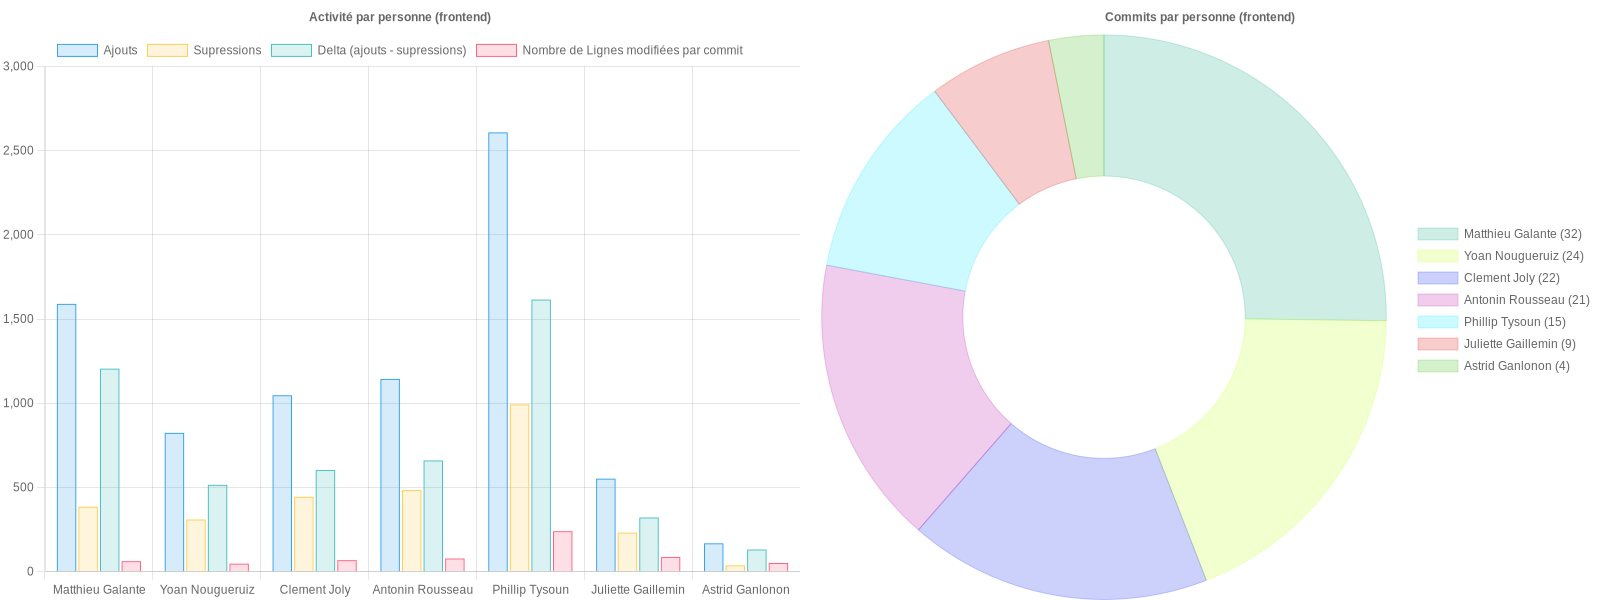 Activité par personne (frontend)
Ajouts
Supressions
Delta (ajouts - supressions)
Nombre de Lignes modifiées par commit
3,000
2,500
2,000
1,500
1,000
500
0
Matthieu Galante
Yoan Nougueruiz
Clement Joly
Antonin Rousseau
Phillip Tysoun
Juliette Gaillemin
Astrid Ganlonon
Commits par personne (frontend)
Matthieu Galante (32)
Yoan Nougueruiz (24)
Clement Joly (22)
Antonin Rousseau (21)
Phillip Tysoun (15)
Juliette Gaillemin (9)
Astrid Ganlonon (4)